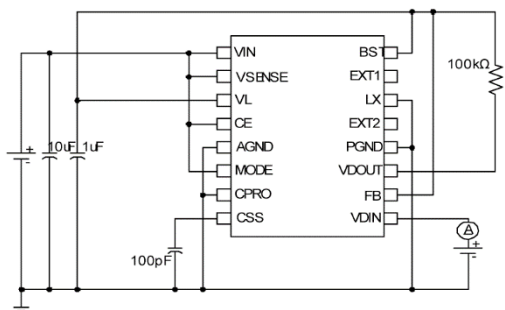 VIN BST
VSENSE EXT1
100kΩ
VL LX
CE EXT2
+ 10uF 1uF AGND PGND
-
MODE VDOUT
CPRO FB
CSS VDIN
A
100pF +
-